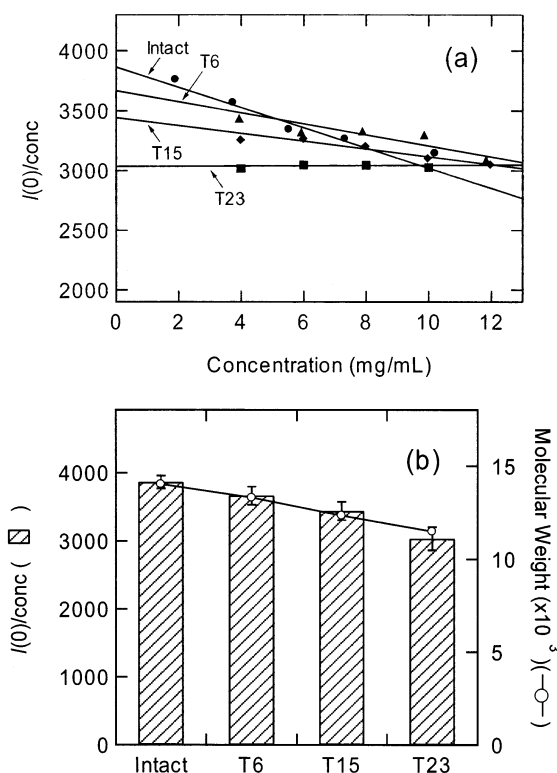 (a)
4000
3500
3000
2500
2000
I(0)/conc
Intact
T6
T15
T23
0 2 4 6 8 10 12
Concentration (mg/mL)
(b)
4000
3000
2000
1000
0
I(0)/conc ( )
15
10
5
0
Molecular Weight (x10 3)( )
Intact T6 T15 T23